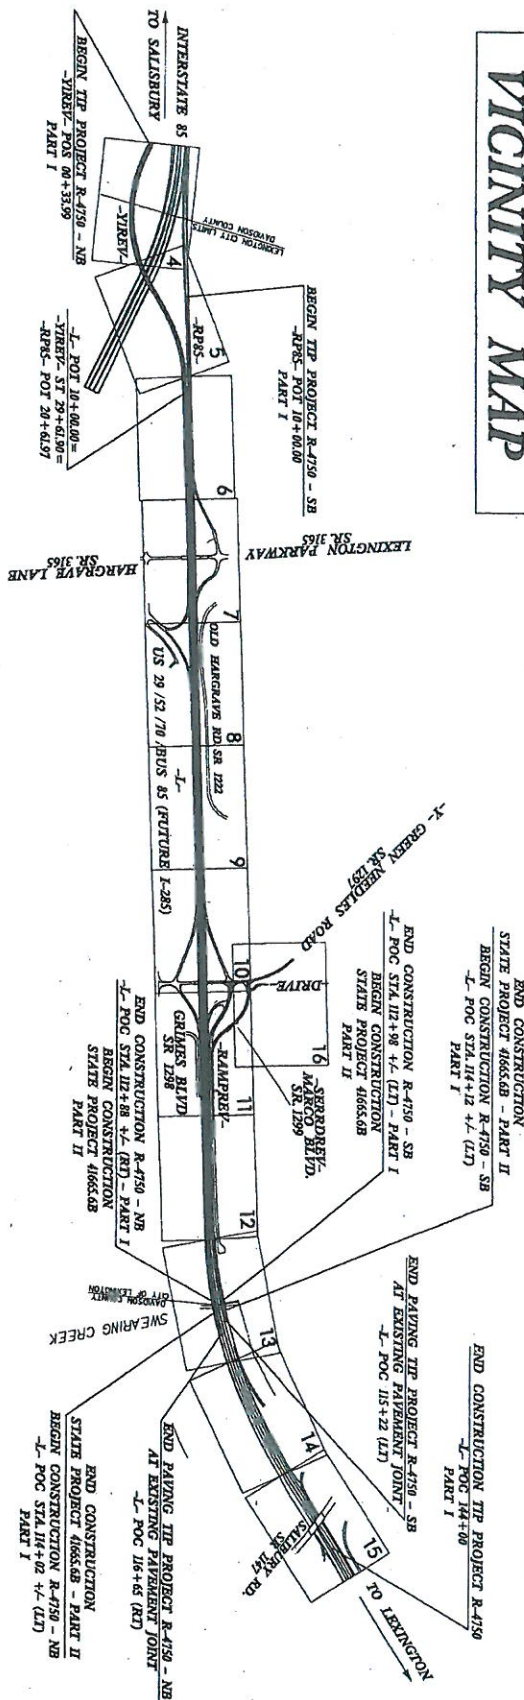 VICINITY MAP
INTERSTATE 85
TO SALISBURY
BEGIN TIP PROJECT R-4750 - NB
-Y1REV- POS 00+33.99
PART I
-Y1REV-
LEXINGTON CITY LIMITS
DAVIDSON COUNTY
4
5
-RP85-
BEGIN TIP PROJECT R-4750 - SB
-RP85- POT 10+00.00
PART I
-L- POT 10+00.00=
-Y1REV- ST 29+61.90=
-RP85- POT 20+61.97
6
LEXINGTON PARKWAY
SR. 3165
HARGRAVE LANE
SR. 3165
7
OLD HARGRAVE RD SR 1222
8
US 29 /52 /70 /BUS 85 (FUTURE I-285)
-L-
9
-Y- GREEN NEEDLES ROAD
SR. 1297
10
DRIVE
16
-SERRDREV-
MARCO BLVD.
SR. 1299
-RAMPREV-
GRIMES BLVD
SR 1298
11
12
END CONSTRUCTION
STATE PROJECT 41665.6B - PART II
BEGIN CONSTRUCTION R-4750 - SB
-L- POC STA. 114+12 +/- (LT)
PART I
END CONSTRUCTION R-4750 - SB
-L- POC STA. 112+98 +/- (LT) - PART I
BEGIN CONSTRUCTION
STATE PROJECT 41665.6B
PART II
END CONSTRUCTION R-4750 - NB
-L- POC STA. 112+88 +/- (RT) - PART I
BEGIN CONSTRUCTION
STATE PROJECT 41665.6B
PART II
DAVIDSON COUNTY
CITY OF LEXINGTON
SWEARING CREEK
13
END PAVING TIP PROJECT R-4750 - SB
AT EXISTING PAVEMENT JOINT
-L- POC 115+22 (LT)
END CONSTRUCTION TIP PROJECT R-4750
-L- POC 144+00
PART I
14
SALISBURY RD.
SR. 1147
15
TO LEXINGTON
END PAVING TIP PROJECT R-4750 - NB
AT EXISTING PAVEMENT JOINT
-L- POC 116+65 (RT)
END CONSTRUCTION
STATE PROJECT 41665.6B - PART II
BEGIN CONSTRUCTION R-4750 - NB
-L- POC STA. 114+02 +/- (LT)
PART I